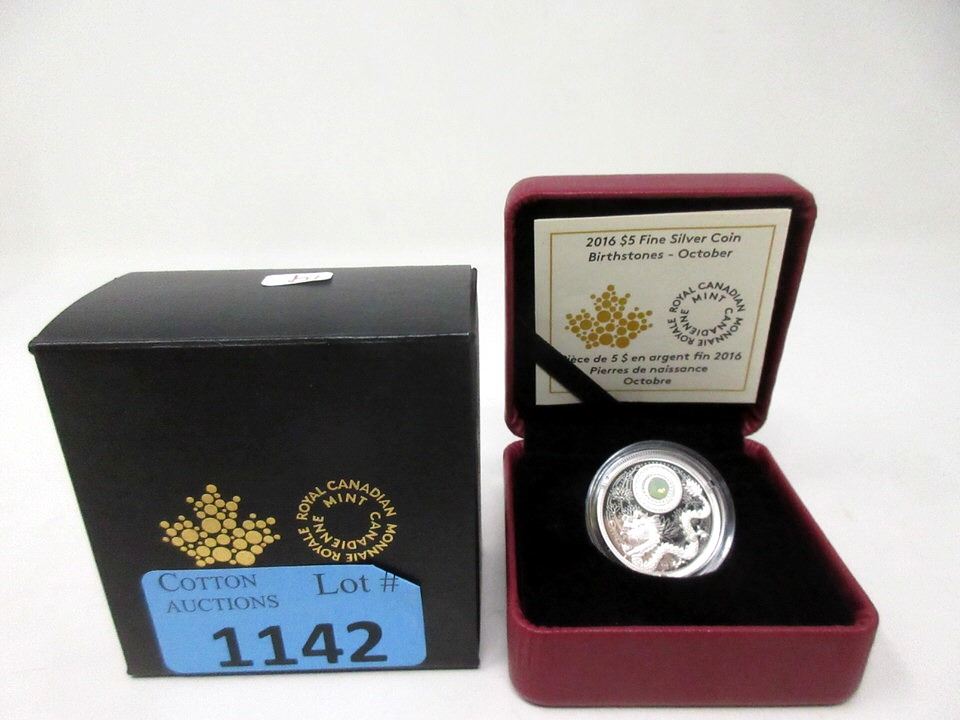 ROYAL CANADIAN MINT
MONNAIE ROYALE CANADIENNE
COTTON AUCTIONS
Lot #
1142
2016 $5 Fine Silver Coin
Birthstones - October
ROYAL CANADIAN MINT
MONNAIE ROYALE CANADIENNE
de 5 $ en argent fin 2016
Pierres de naissance
Octobre